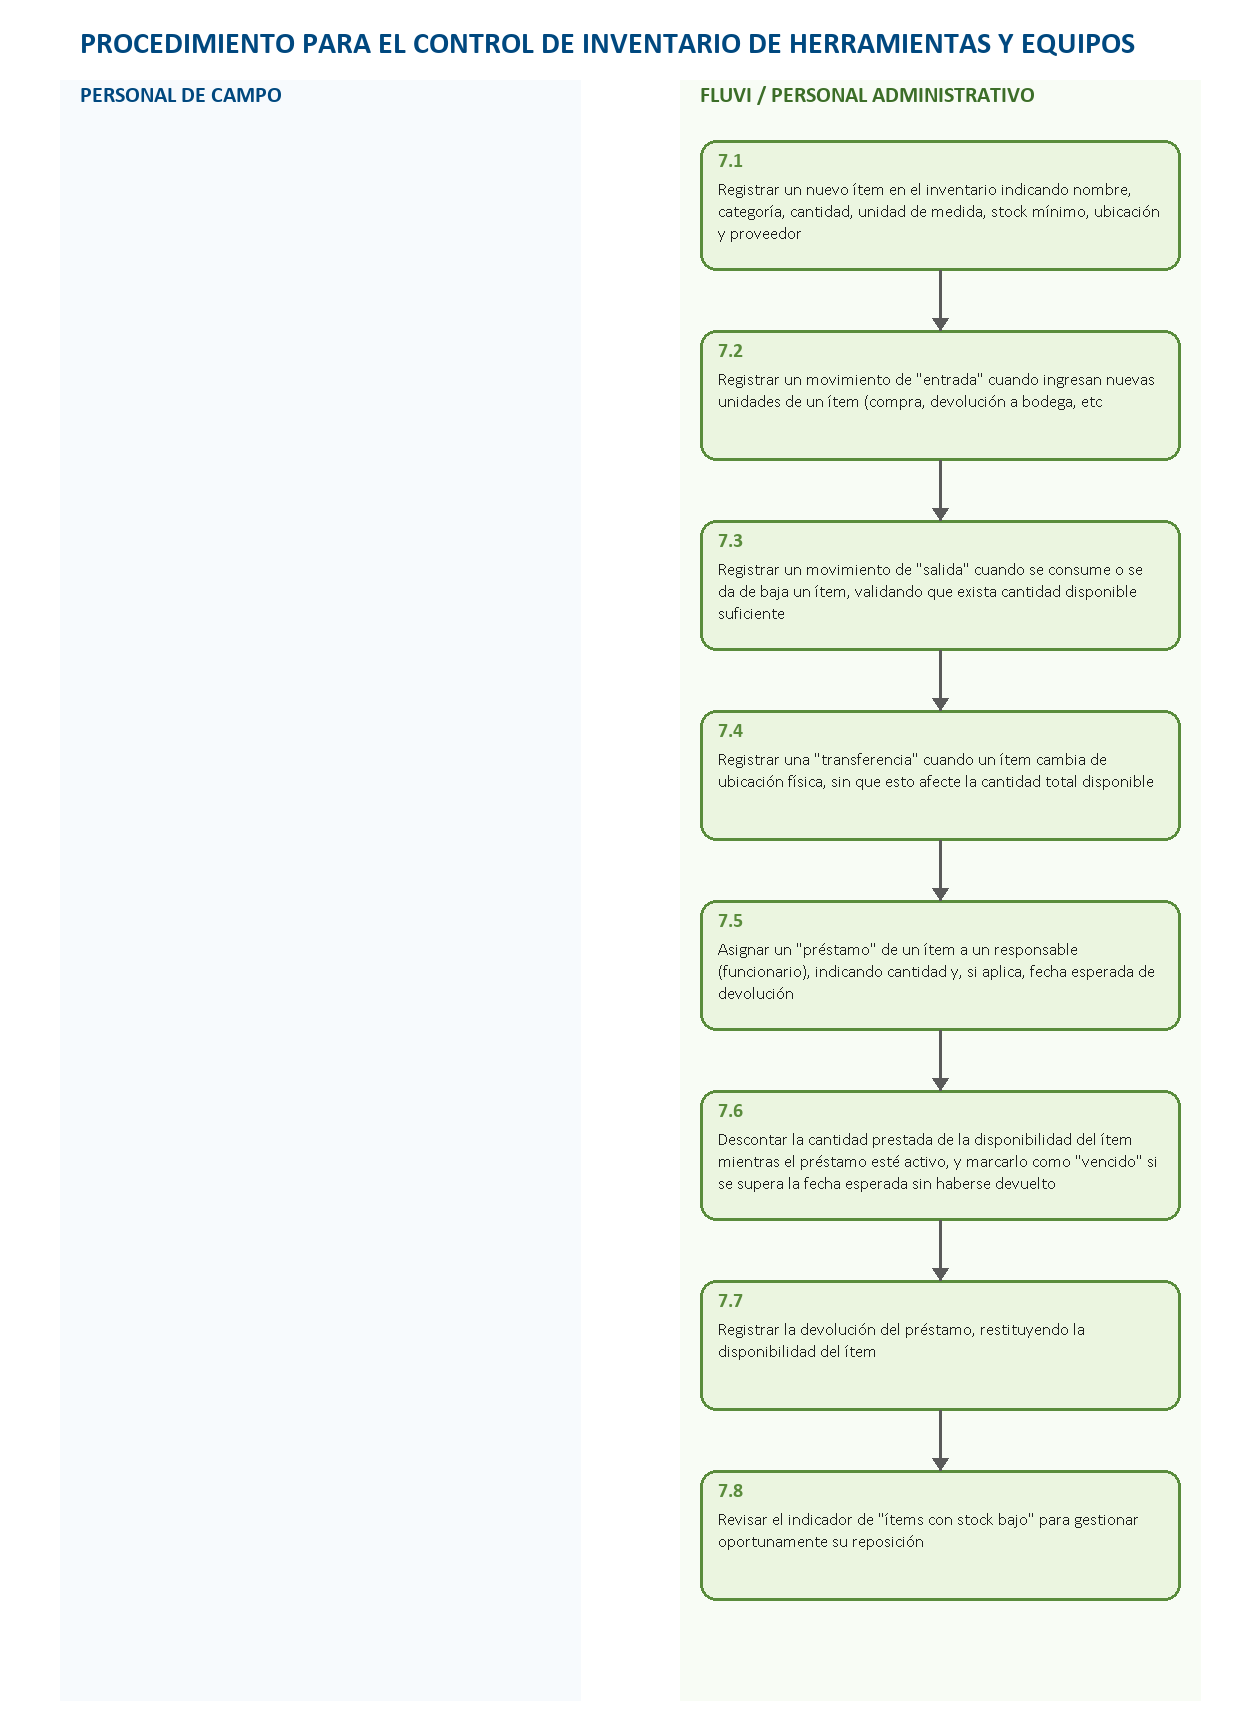 PROCEDIMIENTO PARA EL CONTROL DE INVENTARIO DE HERRAMIENTAS Y EQUIPOS
PERSONAL DE CAMPO
FLUVI / PERSONAL ADMINISTRATIVO
7.1
Registrar un nuevo ítem en el inventario indicando nombre,
categoría, cantidad, unidad de medida, stock mínimo, ubicación
y proveedor
7.2
Registrar un movimiento de "entrada" cuando ingresan nuevas
unidades de un ítem (compra, devolución a bodega, etc
7.3
Registrar un movimiento de "salida" cuando se consume o se
da de baja un ítem, validando que exista cantidad disponible
suficiente
7.4
Registrar una "transferencia" cuando un ítem cambia de
ubicación física, sin que esto afecte la cantidad total disponible
7.5
Asignar un "préstamo" de un ítem a un responsable
(funcionario), indicando cantidad y, si aplica, fecha esperada de
devolución
7.6
Descontar la cantidad prestada de la disponibilidad del ítem
mientras el préstamo esté activo, y marcarlo como "vencido" si
se supera la fecha esperada sin haberse devuelto
7.7
Registrar la devolución del préstamo, restituyendo la
disponibilidad del ítem
7.8
Revisar el indicador de "ítems con stock bajo" para gestionar
oportunamente su reposición